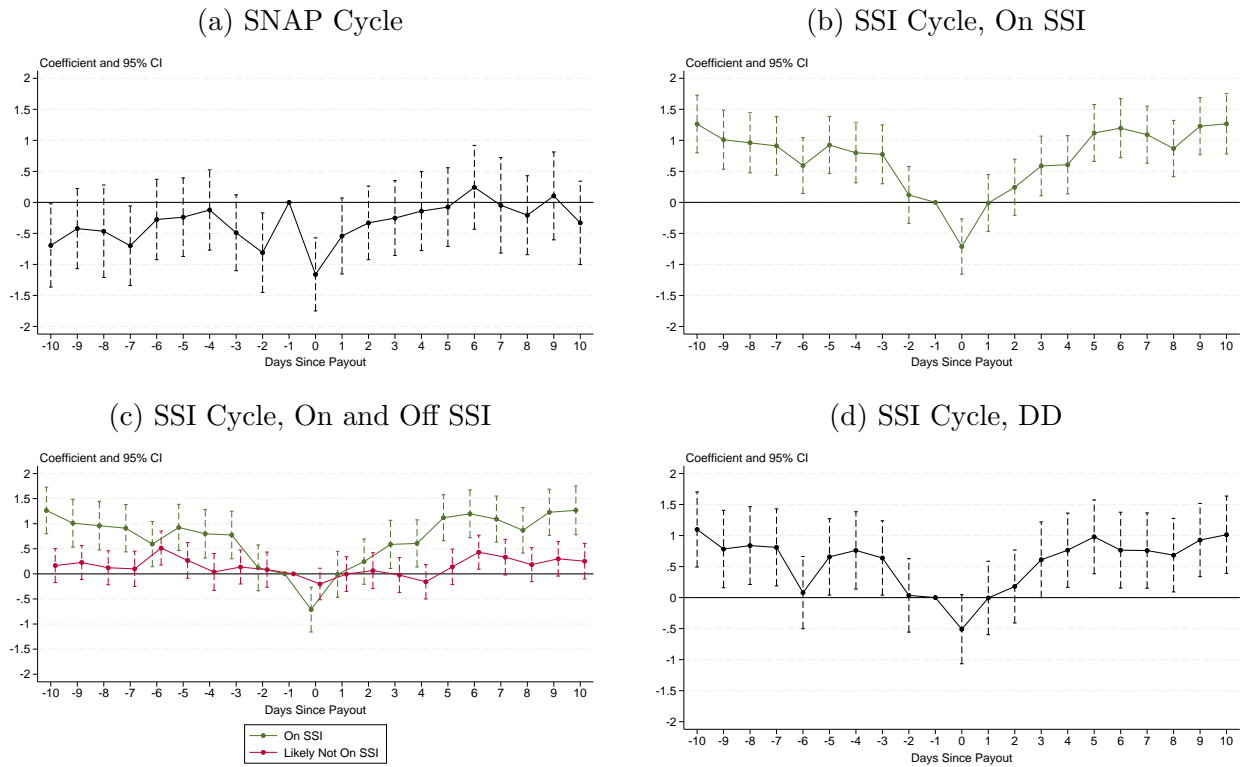 (a) SNAP Cycle
Coefficient and 95% CI
2
1.5
1
.5
0
-.5
-1
-1.5
-2
-10 -9 -8 -7 -6 -5 -4 -3 -2 -1 0 1 2 3 4 5 6 7 8 9 10
Days Since Payout
(b) SSI Cycle, On SSI
Coefficient and 95% CI
2
1.5
1
.5
0
-.5
-1
-1.5
-2
-10 -9 -8 -7 -6 -5 -4 -3 -2 -1 0 1 2 3 4 5 6 7 8 9 10
Days Since Payout
(c) SSI Cycle, On and Off SSI
Coefficient and 95% CI
2
1.5
1
.5
0
-.5
-1
-1.5
-2
-10 -9 -8 -7 -6 -5 -4 -3 -2 -1 0 1 2 3 4 5 6 7 8 9 10
Days Since Payout
On SSI
Likely Not On SSI
(d) SSI Cycle, DD
Coefficient and 95% CI
2
1.5
1
.5
0
-.5
-1
-1.5
-2
-10 -9 -8 -7 -6 -5 -4 -3 -2 -1 0 1 2 3 4 5 6 7 8 9 10
Days Since Payout